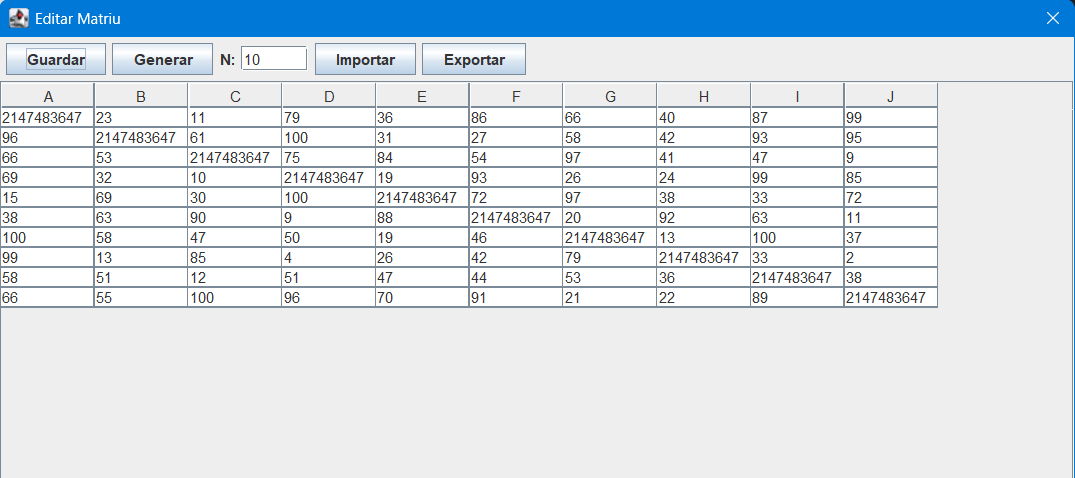 Editar Matriu
Guardar Generar N: 10 Importar Exportar
A B C D E F G H I J
2147483647 23 11 79 36 86 66 40 87 99
96 2147483647 61 100 31 27 58 42 93 95
66 53 2147483647 75 84 54 97 41 47 9
69 32 10 2147483647 19 93 26 24 99 85
15 69 30 100 2147483647 72 97 38 33 72
38 63 90 9 88 2147483647 20 92 63 11
100 58 47 50 19 46 2147483647 13 100 37
99 13 85 4 26 42 79 2147483647 33 2
58 51 12 51 47 44 53 36 2147483647 38
66 55 100 96 70 91 21 22 89 2147483647